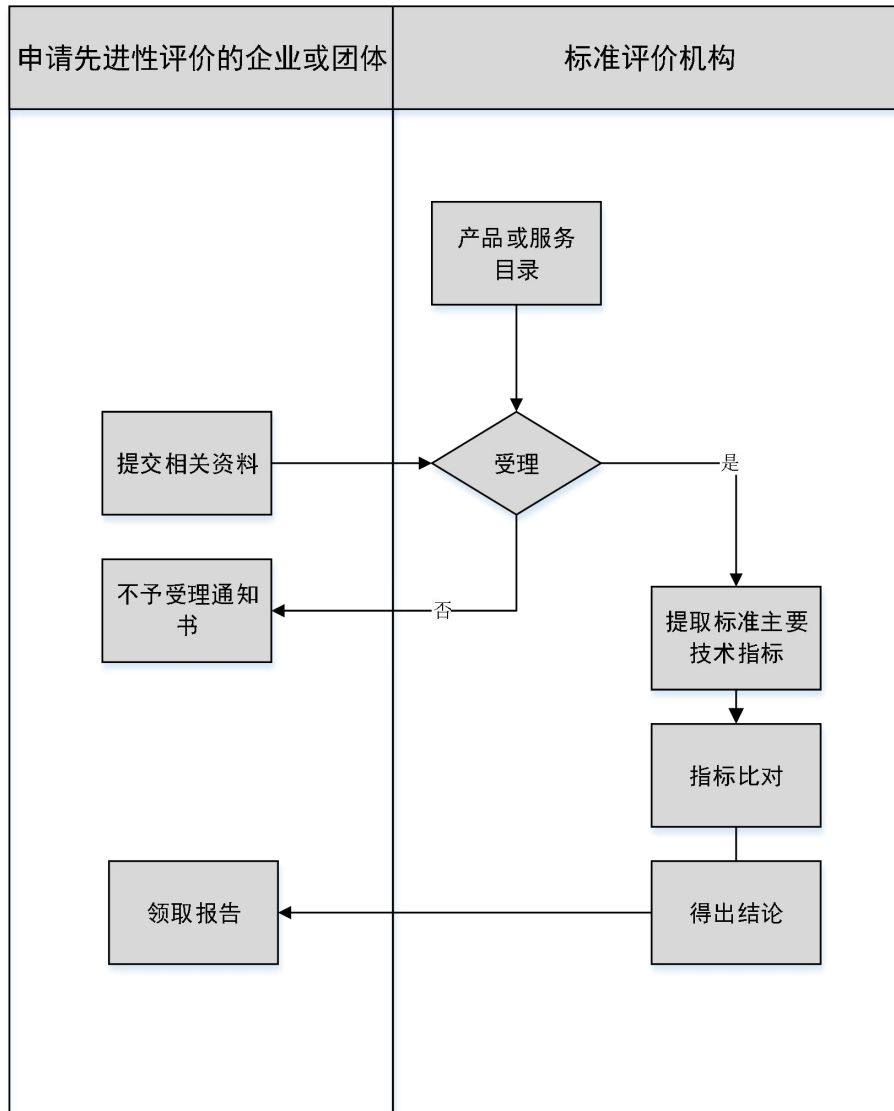 申请先进性评价的企业或团体
标准评价机构
产品或服务
目录
提交相关资料
受理
是
不予受理通知
书
否
提取标准主要
技术指标
指标比对
领取报告
得出结论